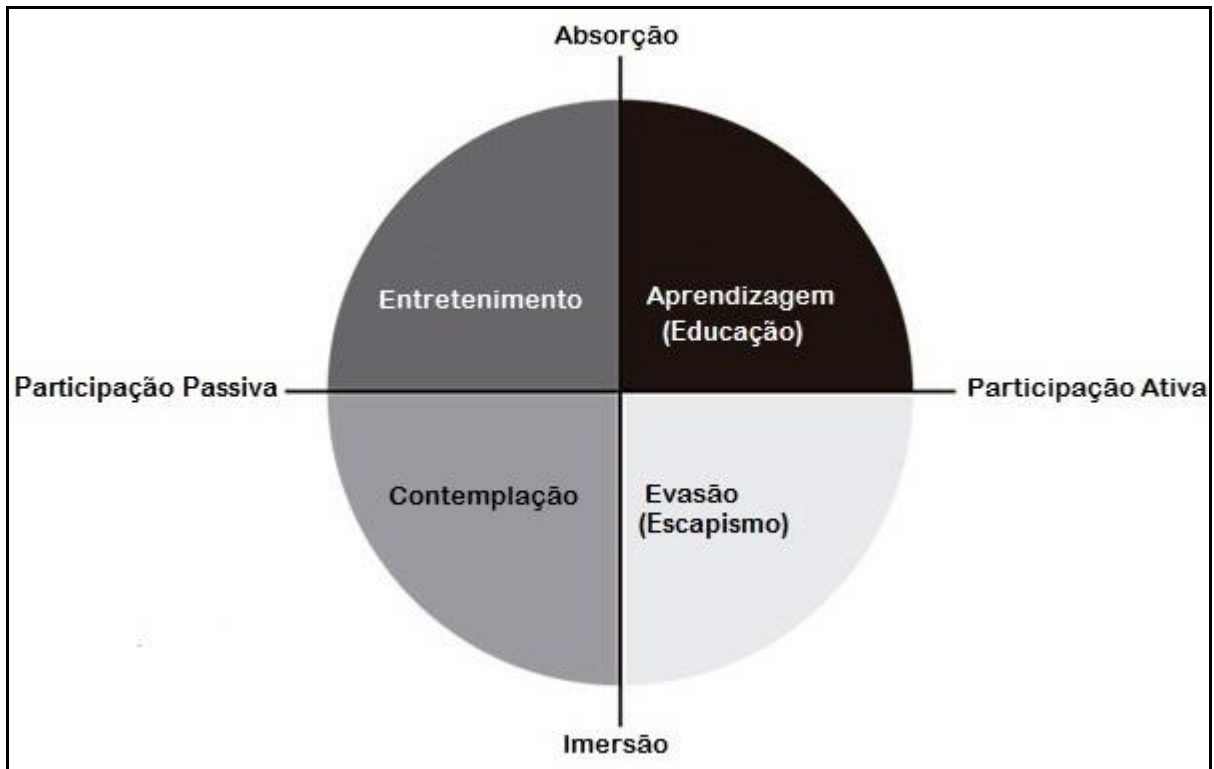 Absorção
Entretenimento
Aprendizagem
(Educação)
Participação Passiva
Participação Ativa
Contemplação
Evasão
(Escapismo)
Imersão